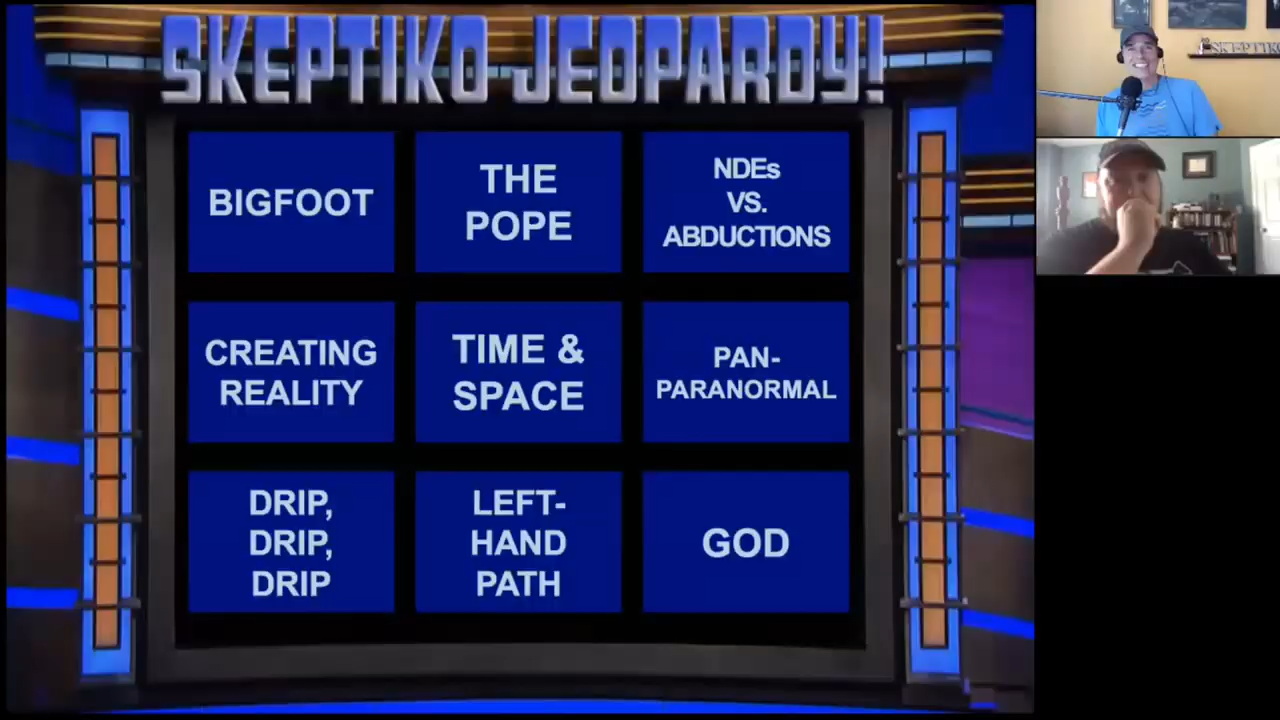 SKEPTIKO JEOPARDY!
SKEPTIKO
BIGFOOT
THE
POPE
NDEs
VS.
ABDUCTIONS
CREATING
REALITY
TIME &
SPACE
PAN-
PARANORMAL
DRIP,
DRIP,
DRIP
LEFT-
HAND
PATH
GOD